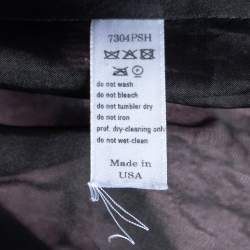 7304PSH
do not wash
do not bleach
do not tumbler dry
do not iron
prof. dry-cleaning only
do not wet-clean
Made in
USA